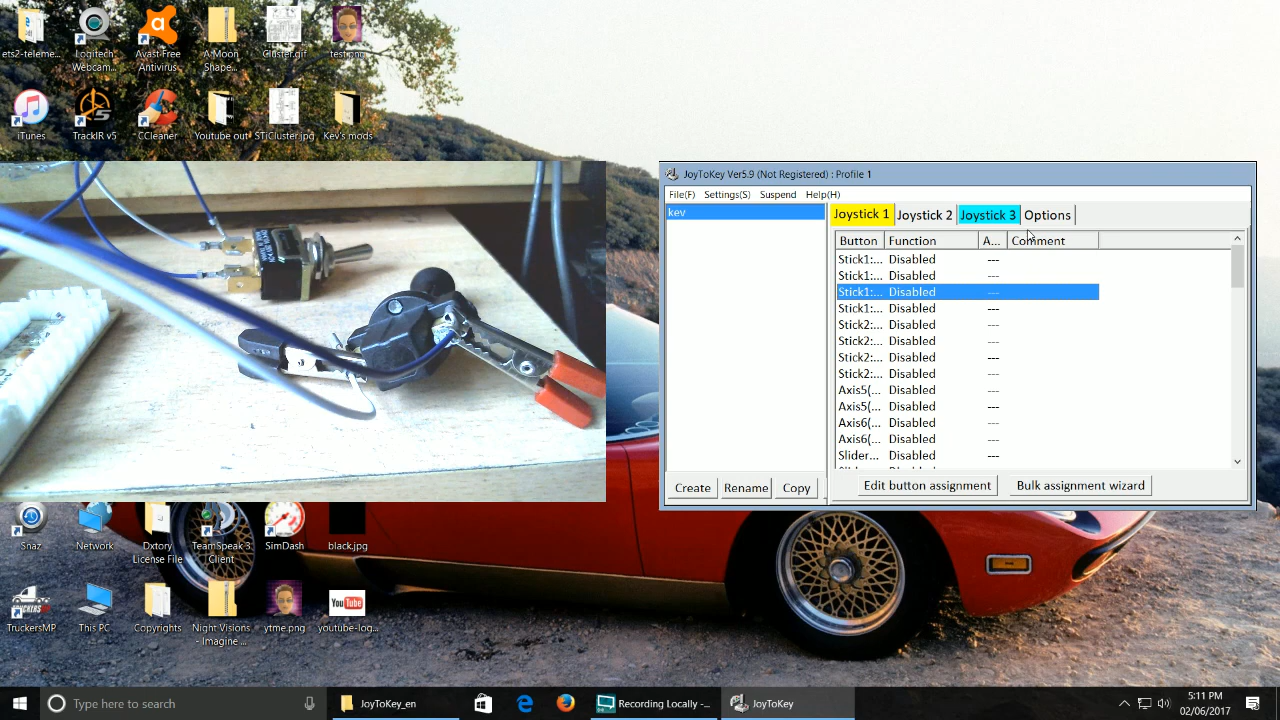 ets2-teleme...
Logitech Webcam...
Avast Free Antivirus
A Moon Shape...
Cluster.gif
test.png
iTunes
TrackIR v5
CCleaner
Youtube out
STiCluster.jpg
Kev's mods
JoyToKey Ver5.9 (Not Registered) : Profile 1
File(F) Settings(S) Suspend Help(H)
kev
Joystick 1 Joystick 2 Joystick 3 Options
Button Function A... Comment
Stick1:... Disabled ---
Stick1:... Disabled ---
Stick1:... Disabled ---
Stick1:... Disabled ---
Stick2:... Disabled ---
Stick2:... Disabled ---
Stick2:... Disabled ---
Stick2:... Disabled ---
Axis5(... Disabled ---
Axis5(... Disabled ---
Axis6(... Disabled ---
Axis6(... Disabled ---
Slider... Disabled ---
Create Rename Copy
Edit button assignment Bulk assignment wizard
Snaz
Network
Dxtory License File
TeamSpeak 3 Client
SimDash
black.jpg
TruckersMP
This PC
Copyrights
Night Visions - Imagine ...
ytme.png
You Tube
youtube-log...
Type here to search
JoyToKey_en
Recording Locally -...
JoyToKey
5:11 PM
02/06/2017